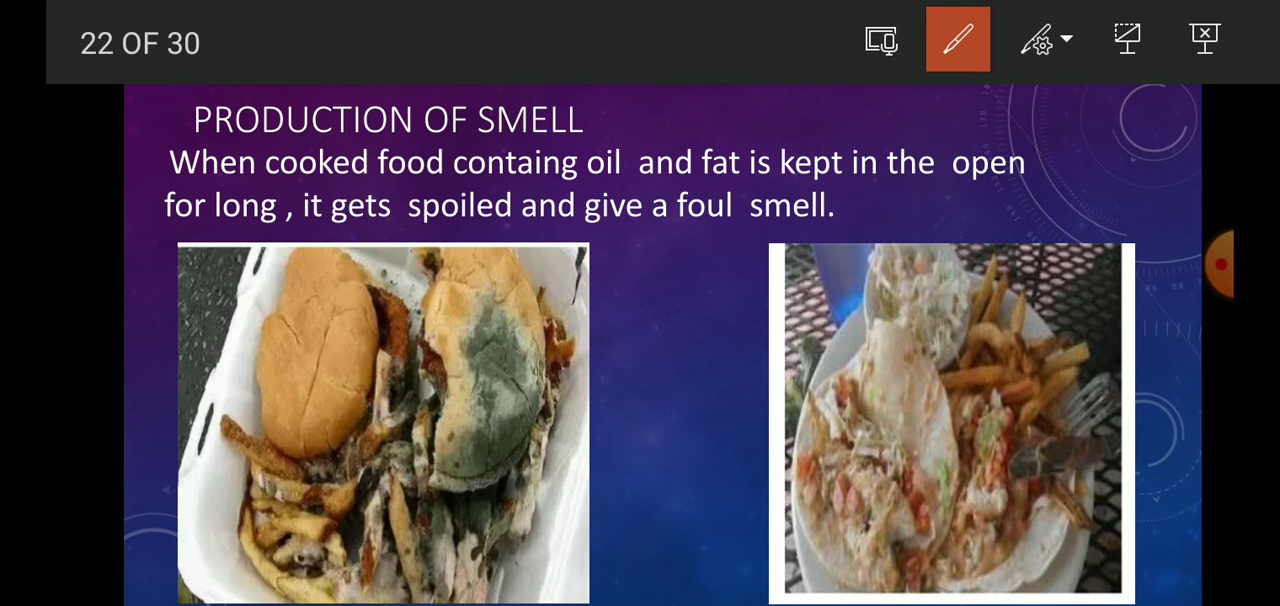 22 OF 30
PRODUCTION OF SMELL
When cooked food containg oil and fat is kept in the open
for long , it gets spoiled and give a foul smell.